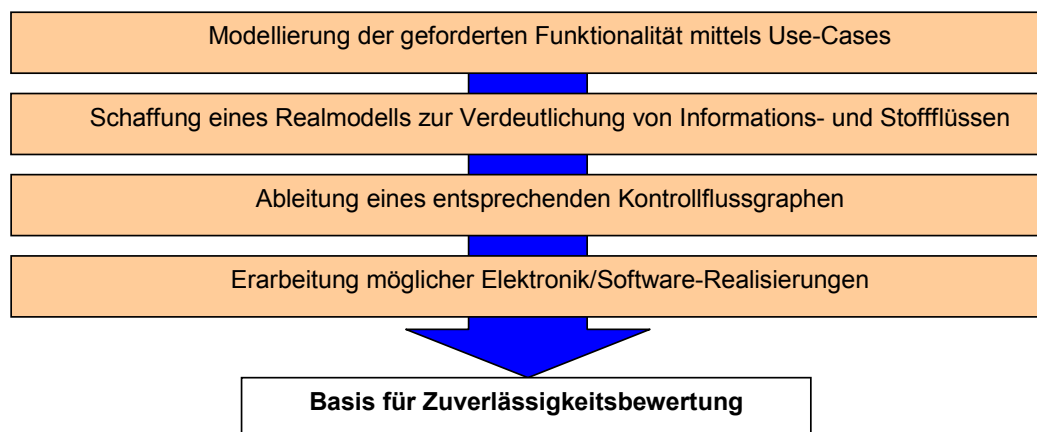 Modellierung der geforderten Funktionalität mittels Use-Cases
Schaffung eines Realmodells zur Verdeutlichung von Informations- und Stoffflüssen
Ableitung eines entsprechenden Kontrollflussgraphen
Erarbeitung möglicher Elektronik/Software-Realisierungen
Basis für Zuverlässigkeitsbewertung